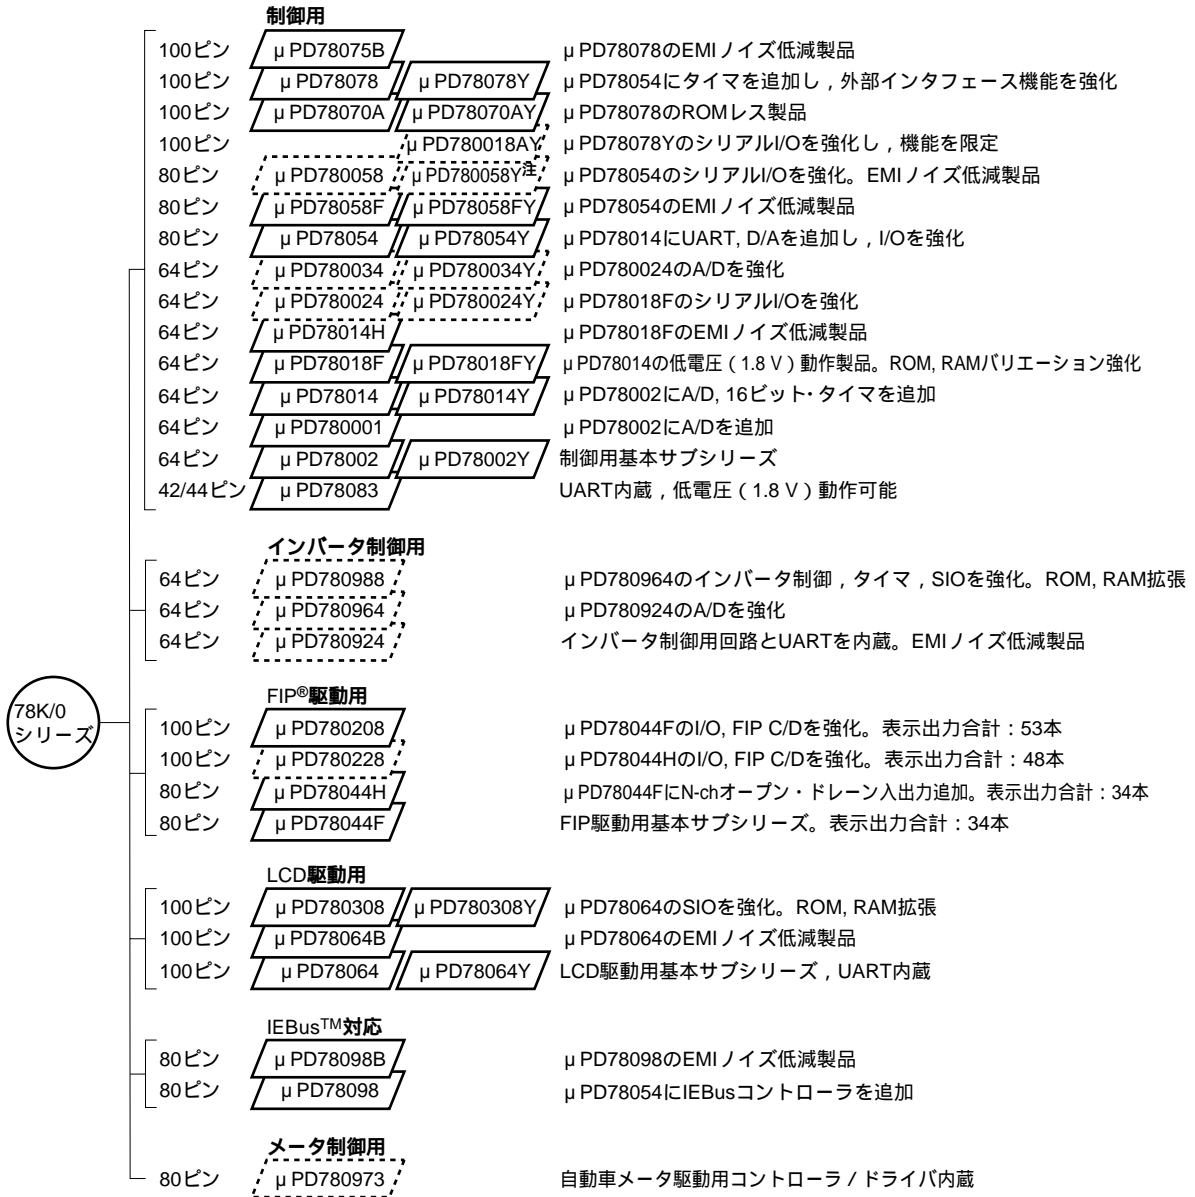 制御用
100ピン μPD78075B μPD78078のEMIノイズ低減製品
100ピン μPD78078 μPD78078Y μPD78054にタイマを追加し，外部インタフェース機能を強化
100ピン μPD78070A μPD78070AY μPD78078のROMレス製品
100ピン μPD780018AY μPD78078YのシリアルI/Oを強化し，機能を限定
80ピン μPD780058 μPD780058Y注 μPD78054のシリアルI/Oを強化。EMIノイズ低減製品
80ピン μPD78058F μPD78058FY μPD78054のEMIノイズ低減製品
80ピン μPD78054 μPD78054Y μPD78014にUART, D/Aを追加し，I/Oを強化
64ピン μPD780034 μPD780034Y μPD780024のA/Dを強化
64ピン μPD780024 μPD780024Y μPD78018FのシリアルI/Oを強化
64ピン μPD78014H μPD78018FのEMIノイズ低減製品
64ピン μPD78018F μPD78018FY μPD78014の低電圧（1.8 V）動作製品。ROM, RAMバリエーション強化
64ピン μPD78014 μPD78014Y μPD78002にA/D, 16ビット・タイマを追加
64ピン μPD780001 μPD78002にA/Dを追加
64ピン μPD78002 μPD78002Y 制御用基本サブシリーズ
42/44ピン μPD78083 UART内蔵，低電圧（1.8 V）動作可能
インバータ制御用
64ピン μPD780988 μPD780964のインバータ制御，タイマ，SIOを強化。ROM, RAM拡張
64ピン μPD780964 μPD780924のA/Dを強化
64ピン μPD780924 インバータ制御用回路とUARTを内蔵。EMIノイズ低減製品
78K/0
シリーズ
FIP®駆動用
100ピン μPD780208 μPD78044FのI/O, FIP C/Dを強化。表示出力合計：53本
100ピン μPD780228 μPD78044HのI/O, FIP C/Dを強化。表示出力合計：48本
80ピン μPD78044H μPD78044FにN-chオープン・ドレーン入出力追加。表示出力合計：34本
80ピン μPD78044F FIP駆動用基本サブシリーズ。表示出力合計：34本
LCD駆動用
100ピン μPD780308 μPD780308Y μPD78064のSIOを強化。ROM, RAM拡張
100ピン μPD78064B μPD78064のEMIノイズ低減製品
100ピン μPD78064 μPD78064Y LCD駆動用基本サブシリーズ，UART内蔵
IEBus™対応
80ピン μPD78098B μPD78098のEMIノイズ低減製品
80ピン μPD78098 μPD78054にIEBusコントローラを追加
メータ制御用
80ピン μPD780973 自動車メータ駆動用コントローラ／ドライバ内蔵